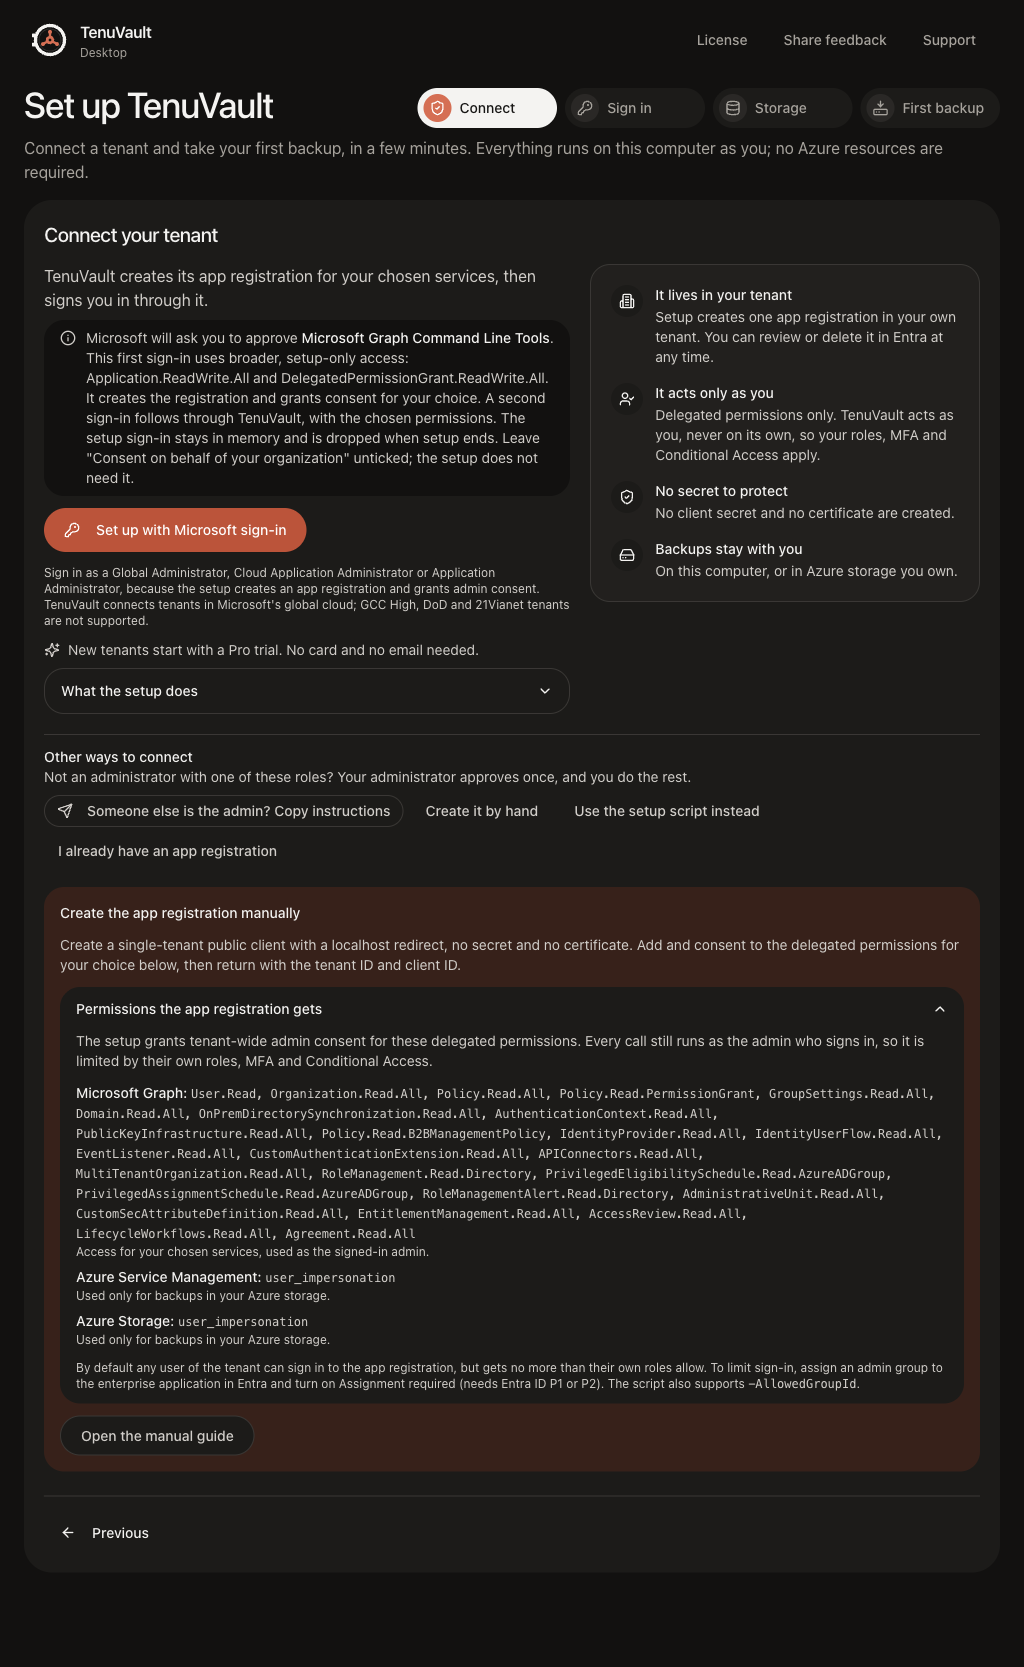 TenuVault
Desktop
License
Share feedback
Support
Set up TenuVault
Connect
Sign in
Storage
First backup
Connect a tenant and take your first backup, in a few minutes. Everything runs on this computer as you; no Azure resources are
required.
Connect your tenant
TenuVault creates its app registration for your chosen services, then
signs you in through it.
Microsoft will ask you to approve Microsoft Graph Command Line Tools.
This first sign-in uses broader, setup-only access:
Application.ReadWrite.All and DelegatedPermissionGrant.ReadWrite.All.
It creates the registration and grants consent for your choice. A second
sign-in follows through TenuVault, with the chosen permissions. The
setup sign-in stays in memory and is dropped when setup ends. Leave
"Consent on behalf of your organization" unticked; the setup does not
need it.
Set up with Microsoft sign-in
Sign in as a Global Administrator, Cloud Application Administrator or Application
Administrator, because the setup creates an app registration and grants admin consent.
TenuVault connects tenants in Microsoft's global cloud; GCC High, DoD and 21Vianet tenants
are not supported.
New tenants start with a Pro trial. No card and no email needed.
What the setup does
It lives in your tenant
Setup creates one app registration in your own
tenant. You can review or delete it in Entra at
any time.
It acts only as you
Delegated permissions only. TenuVault acts as
you, never on its own, so your roles, MFA and
Conditional Access apply.
No secret to protect
No client secret and no certificate are created.
Backups stay with you
On this computer, or in Azure storage you own.
Other ways to connect
Not an administrator with one of these roles? Your administrator approves once, and you do the rest.
Someone else is the admin? Copy instructions
Create it by hand
Use the setup script instead
I already have an app registration
Create the app registration manually
Create a single-tenant public client with a localhost redirect, no secret and no certificate. Add and consent to the delegated permissions for
your choice below, then return with the tenant ID and client ID.
Permissions the app registration gets
The setup grants tenant-wide admin consent for these delegated permissions. Every call still runs as the admin who signs in, so it is
limited by their own roles, MFA and Conditional Access.
Microsoft Graph: User.Read, Organization.Read.All, Policy.Read.All, Policy.Read.PermissionGrant, GroupSettings.Read.All,
Domain.Read.All, OnPremDirectorySynchronization.Read.All, AuthenticationContext.Read.All,
PublicKeyInfrastructure.Read.All, Policy.Read.B2BManagementPolicy, IdentityProvider.Read.All, IdentityUserFlow.Read.All,
EventListener.Read.All, CustomAuthenticationExtension.Read.All, APIConnectors.Read.All,
MultiTenantOrganization.Read.All, RoleManagement.Read.Directory, PrivilegedEligibilitySchedule.Read.AzureADGroup,
PrivilegedAssignmentSchedule.Read.AzureADGroup, RoleManagementAlert.Read.Directory, AdministrativeUnit.Read.All,
CustomSecAttributeDefinition.Read.All, EntitlementManagement.Read.All, AccessReview.Read.All,
LifecycleWorkflows.Read.All, Agreement.Read.All
Access for your chosen services, used as the signed-in admin.
Azure Service Management: user_impersonation
Used only for backups in your Azure storage.
Azure Storage: user_impersonation
Used only for backups in your Azure storage.
By default any user of the tenant can sign in to the app registration, but gets no more than their own roles allow. To limit sign-in, assign an admin group to
the enterprise application in Entra and turn on Assignment required (needs Entra ID P1 or P2). The script also supports -AllowedGroupId.
Open the manual guide
Previous